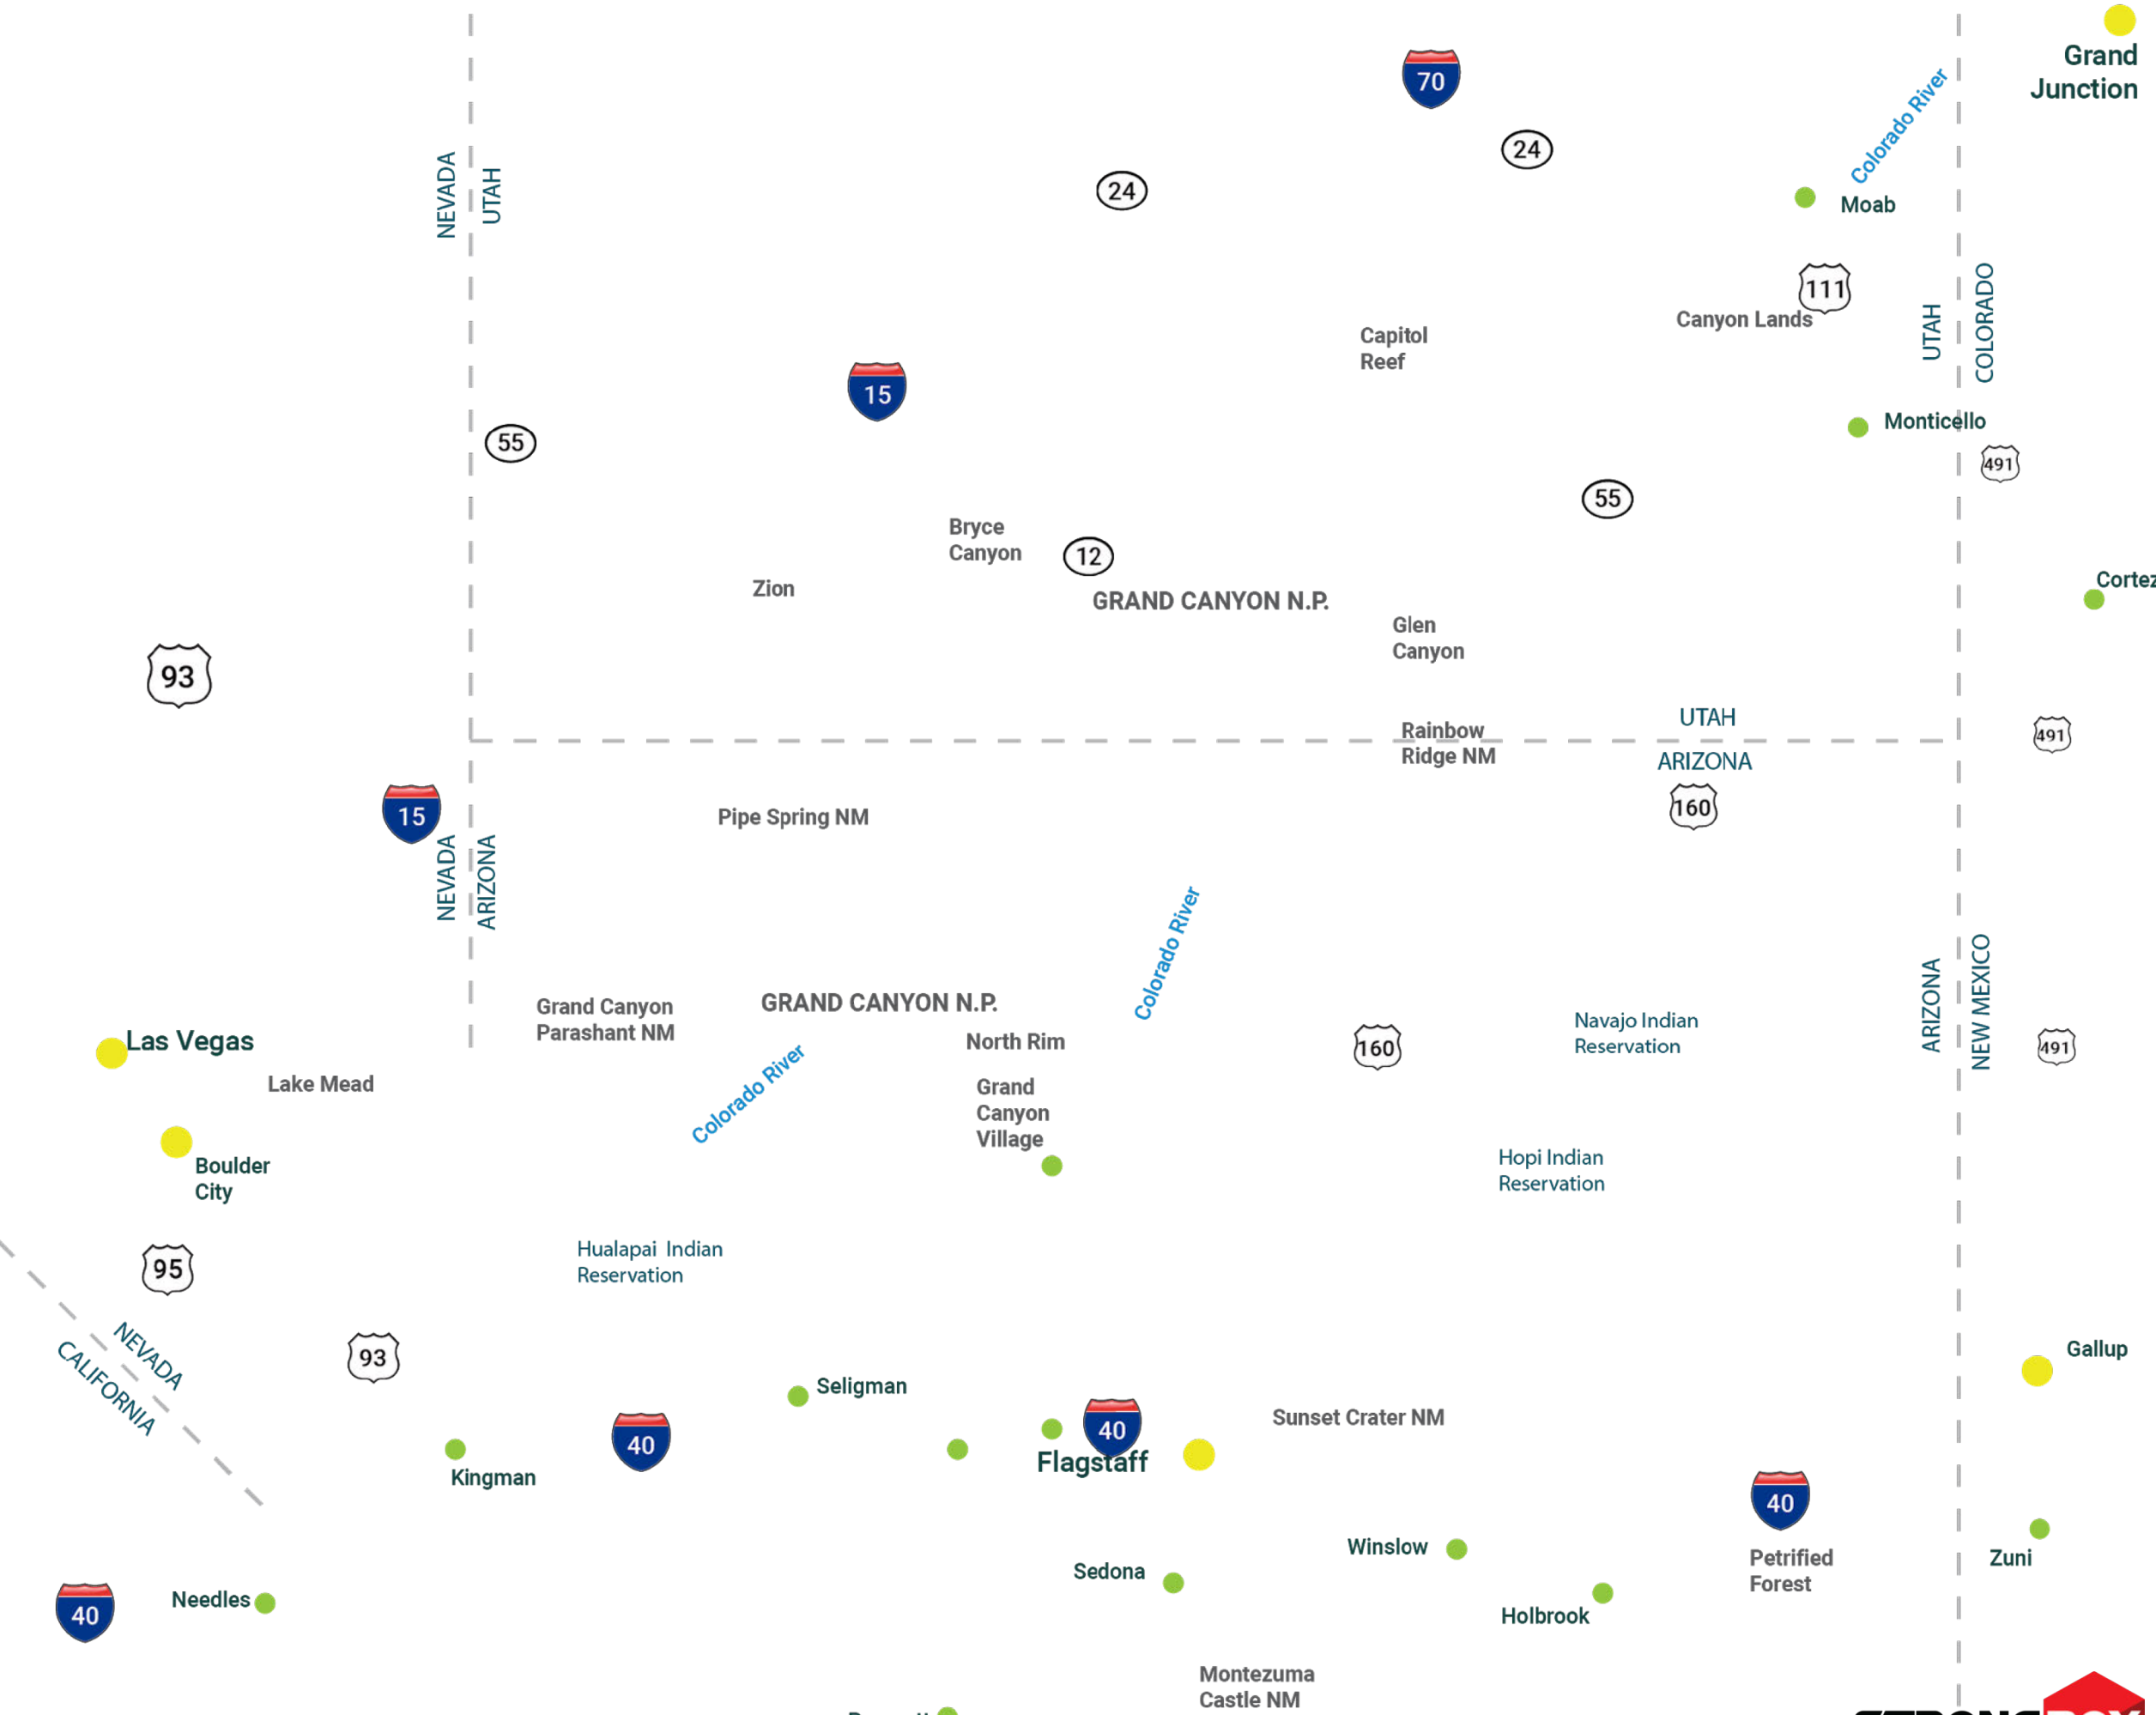 Grand
Junction
70
Colorado River
24
24
Moab
NEVADA
UTAH
111
Canyon Lands
UTAH
COLORADO
Capitol
Reef
15
Monticello
55
491
55
Bryce
Canyon
12
Zion
GRAND CANYON N.P.
Cortez
Glen
Canyon
93
UTAH
Rainbow
Ridge NM
491
ARIZONA
160
15
Pipe Spring NM
NEVADA
ARIZONA
Colorado River
ARIZONA
NEW MEXICO
Grand Canyon
Parashant NM
GRAND CANYON N.P.
Navajo Indian
Reservation
Las Vegas
North Rim
160
491
Lake Mead
Colorado River
Grand
Canyon
Village
Boulder
City
Hopi Indian
Reservation
95
Hualapai Indian
Reservation
NEVADA
CALIFORNIA
93
Gallup
Seligman
40
40
Sunset Crater NM
Flagstaff
Kingman
40
Winslow
Petrified
Forest
Zuni
Sedona
Needles
40
Holbrook
Montezuma
Castle NM